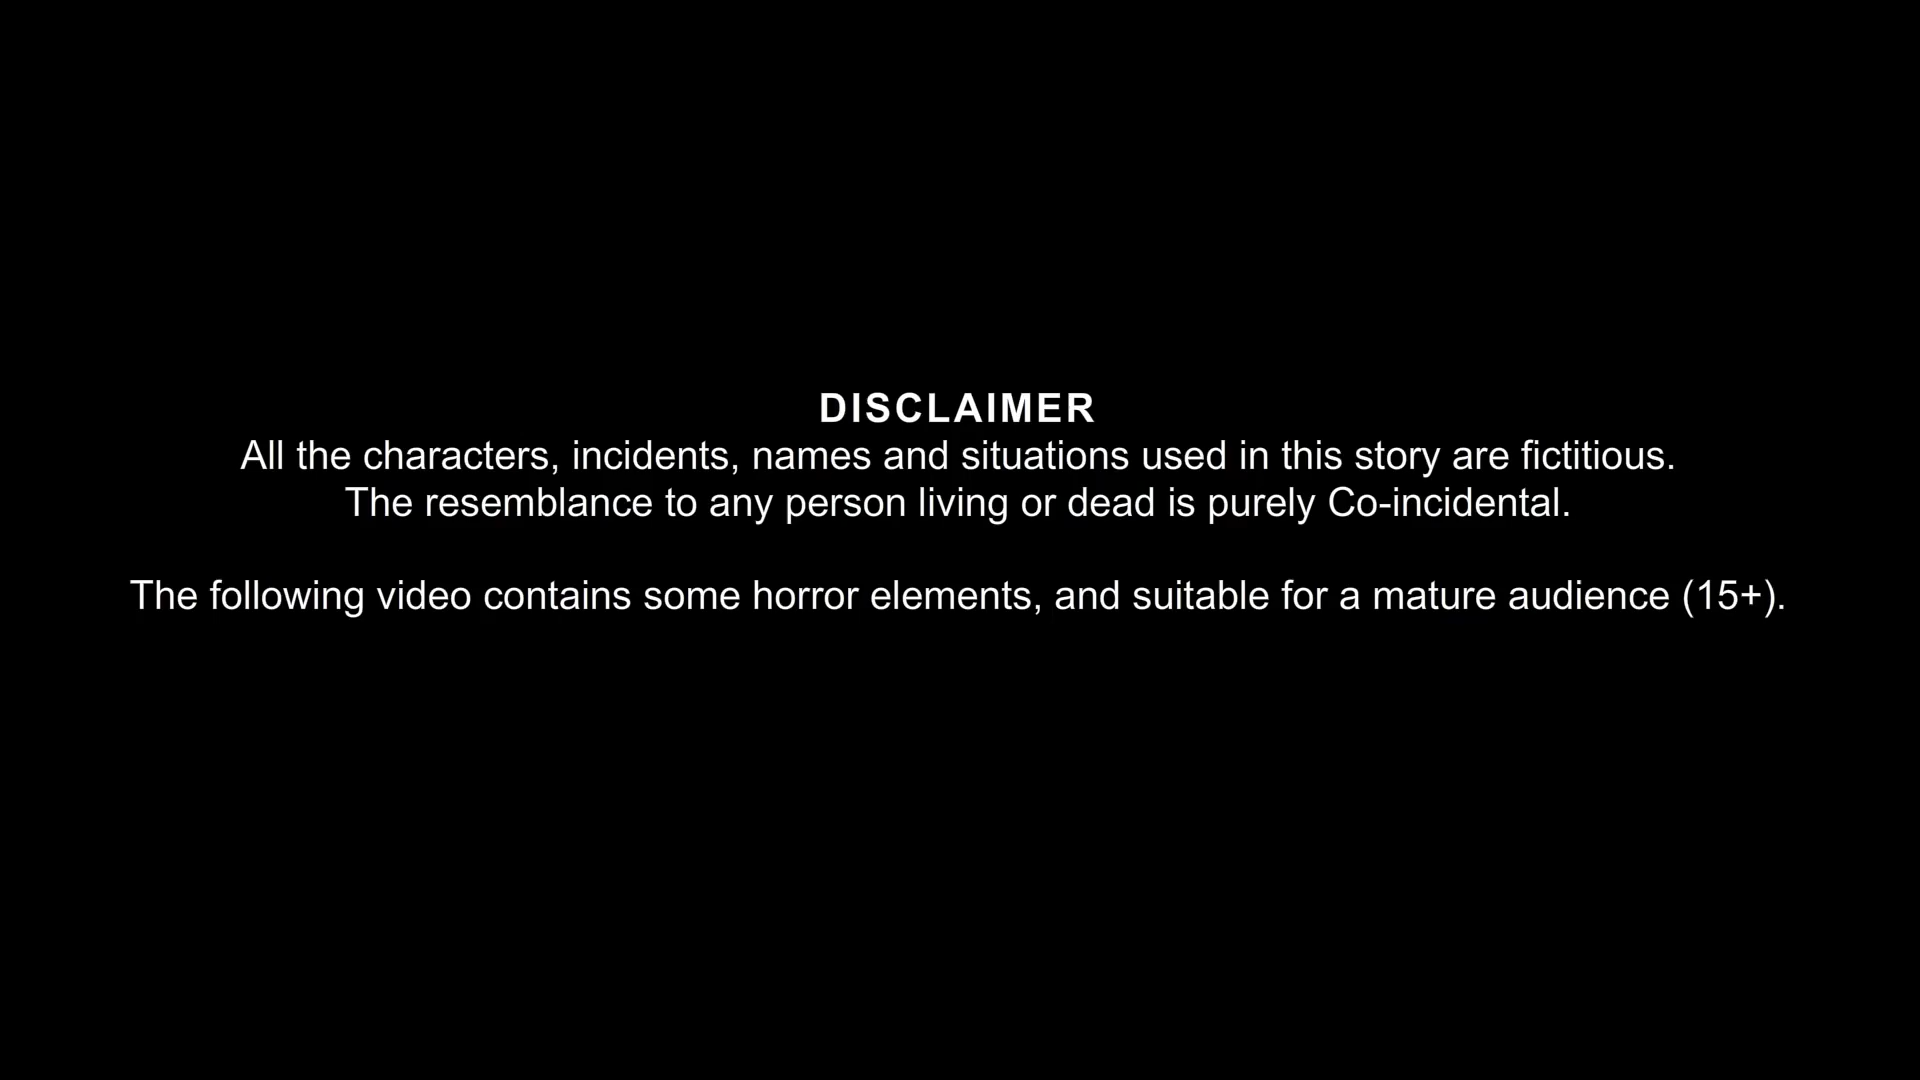 DISCLAIMER
All the characters, incidents, names and situations used in this story are fictitious.
The resemblance to any person living or dead is purely Co-incidental.
The following video contains some horror elements, and suitable for a mature audience (15+).